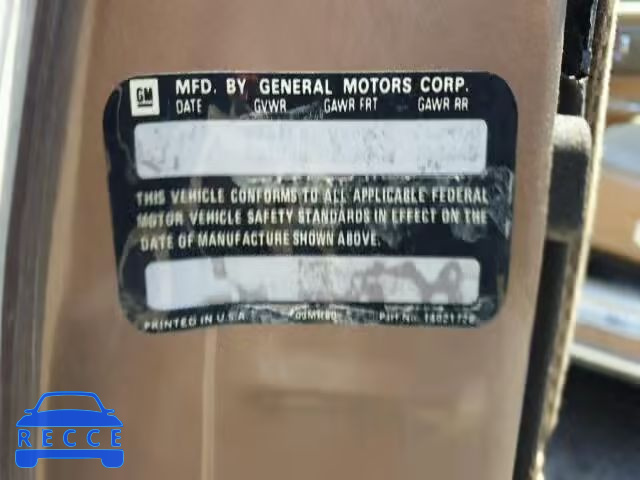 GM
MFD. BY GENERAL MOTORS CORP.
DATE GVWR GAWR FRT GAWR RR
THIS VEHICLE CONFORMS TO ALL APPLICABLE FEDERAL
MOTOR VEHICLE SAFETY STANDARDS IN EFFECT ON THE
DATE OF MANUFACTURE SHOWN ABOVE.
PRINTED IN U.S.A.
RECCE